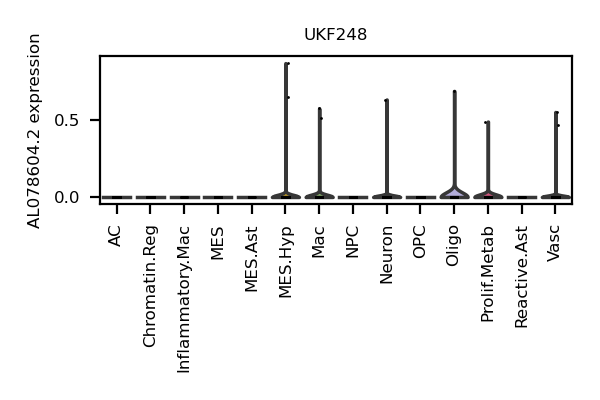 UKF248
AL078604.2 expression
0.5
0.0
AC
Chromatin.Reg
Inflammatory.Mac
MES
MES.Ast
MES.Hyp
Mac
NPC
Neuron
OPC
Oligo
Prolif.Metab
Reactive.Ast
Vasc